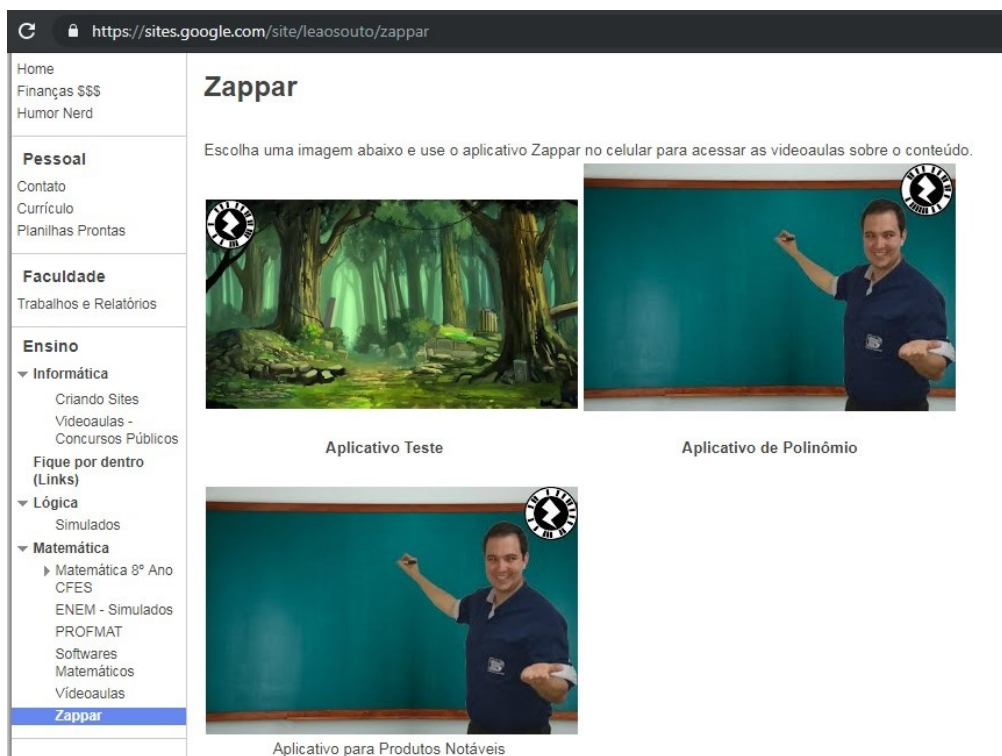 https://sites.google.com/site/leaosouto/zappar
Home
Finanças $$$
Humor Nerd
Pessoal
Contato
Currículo
Planilhas Prontas
Faculdade
Trabalhos e Relatórios
Ensino
Informática
Criando Sites
Videoaulas -
Concursos Públicos
Fique por dentro
(Links)
Lógica
Simulados
Matemática
Matemática 8º Ano
CFES
ENEM - Simulados
PROFMAT
Softwares
Matemáticos
Vídeoaulas
Zappar
Zappar
Escolha uma imagem abaixo e use o aplicativo Zappar no celular para acessar as videoaulas sobre o conteúdo.
Aplicativo Teste
Aplicativo de Polinômio
Aplicativo para Produtos Notáveis